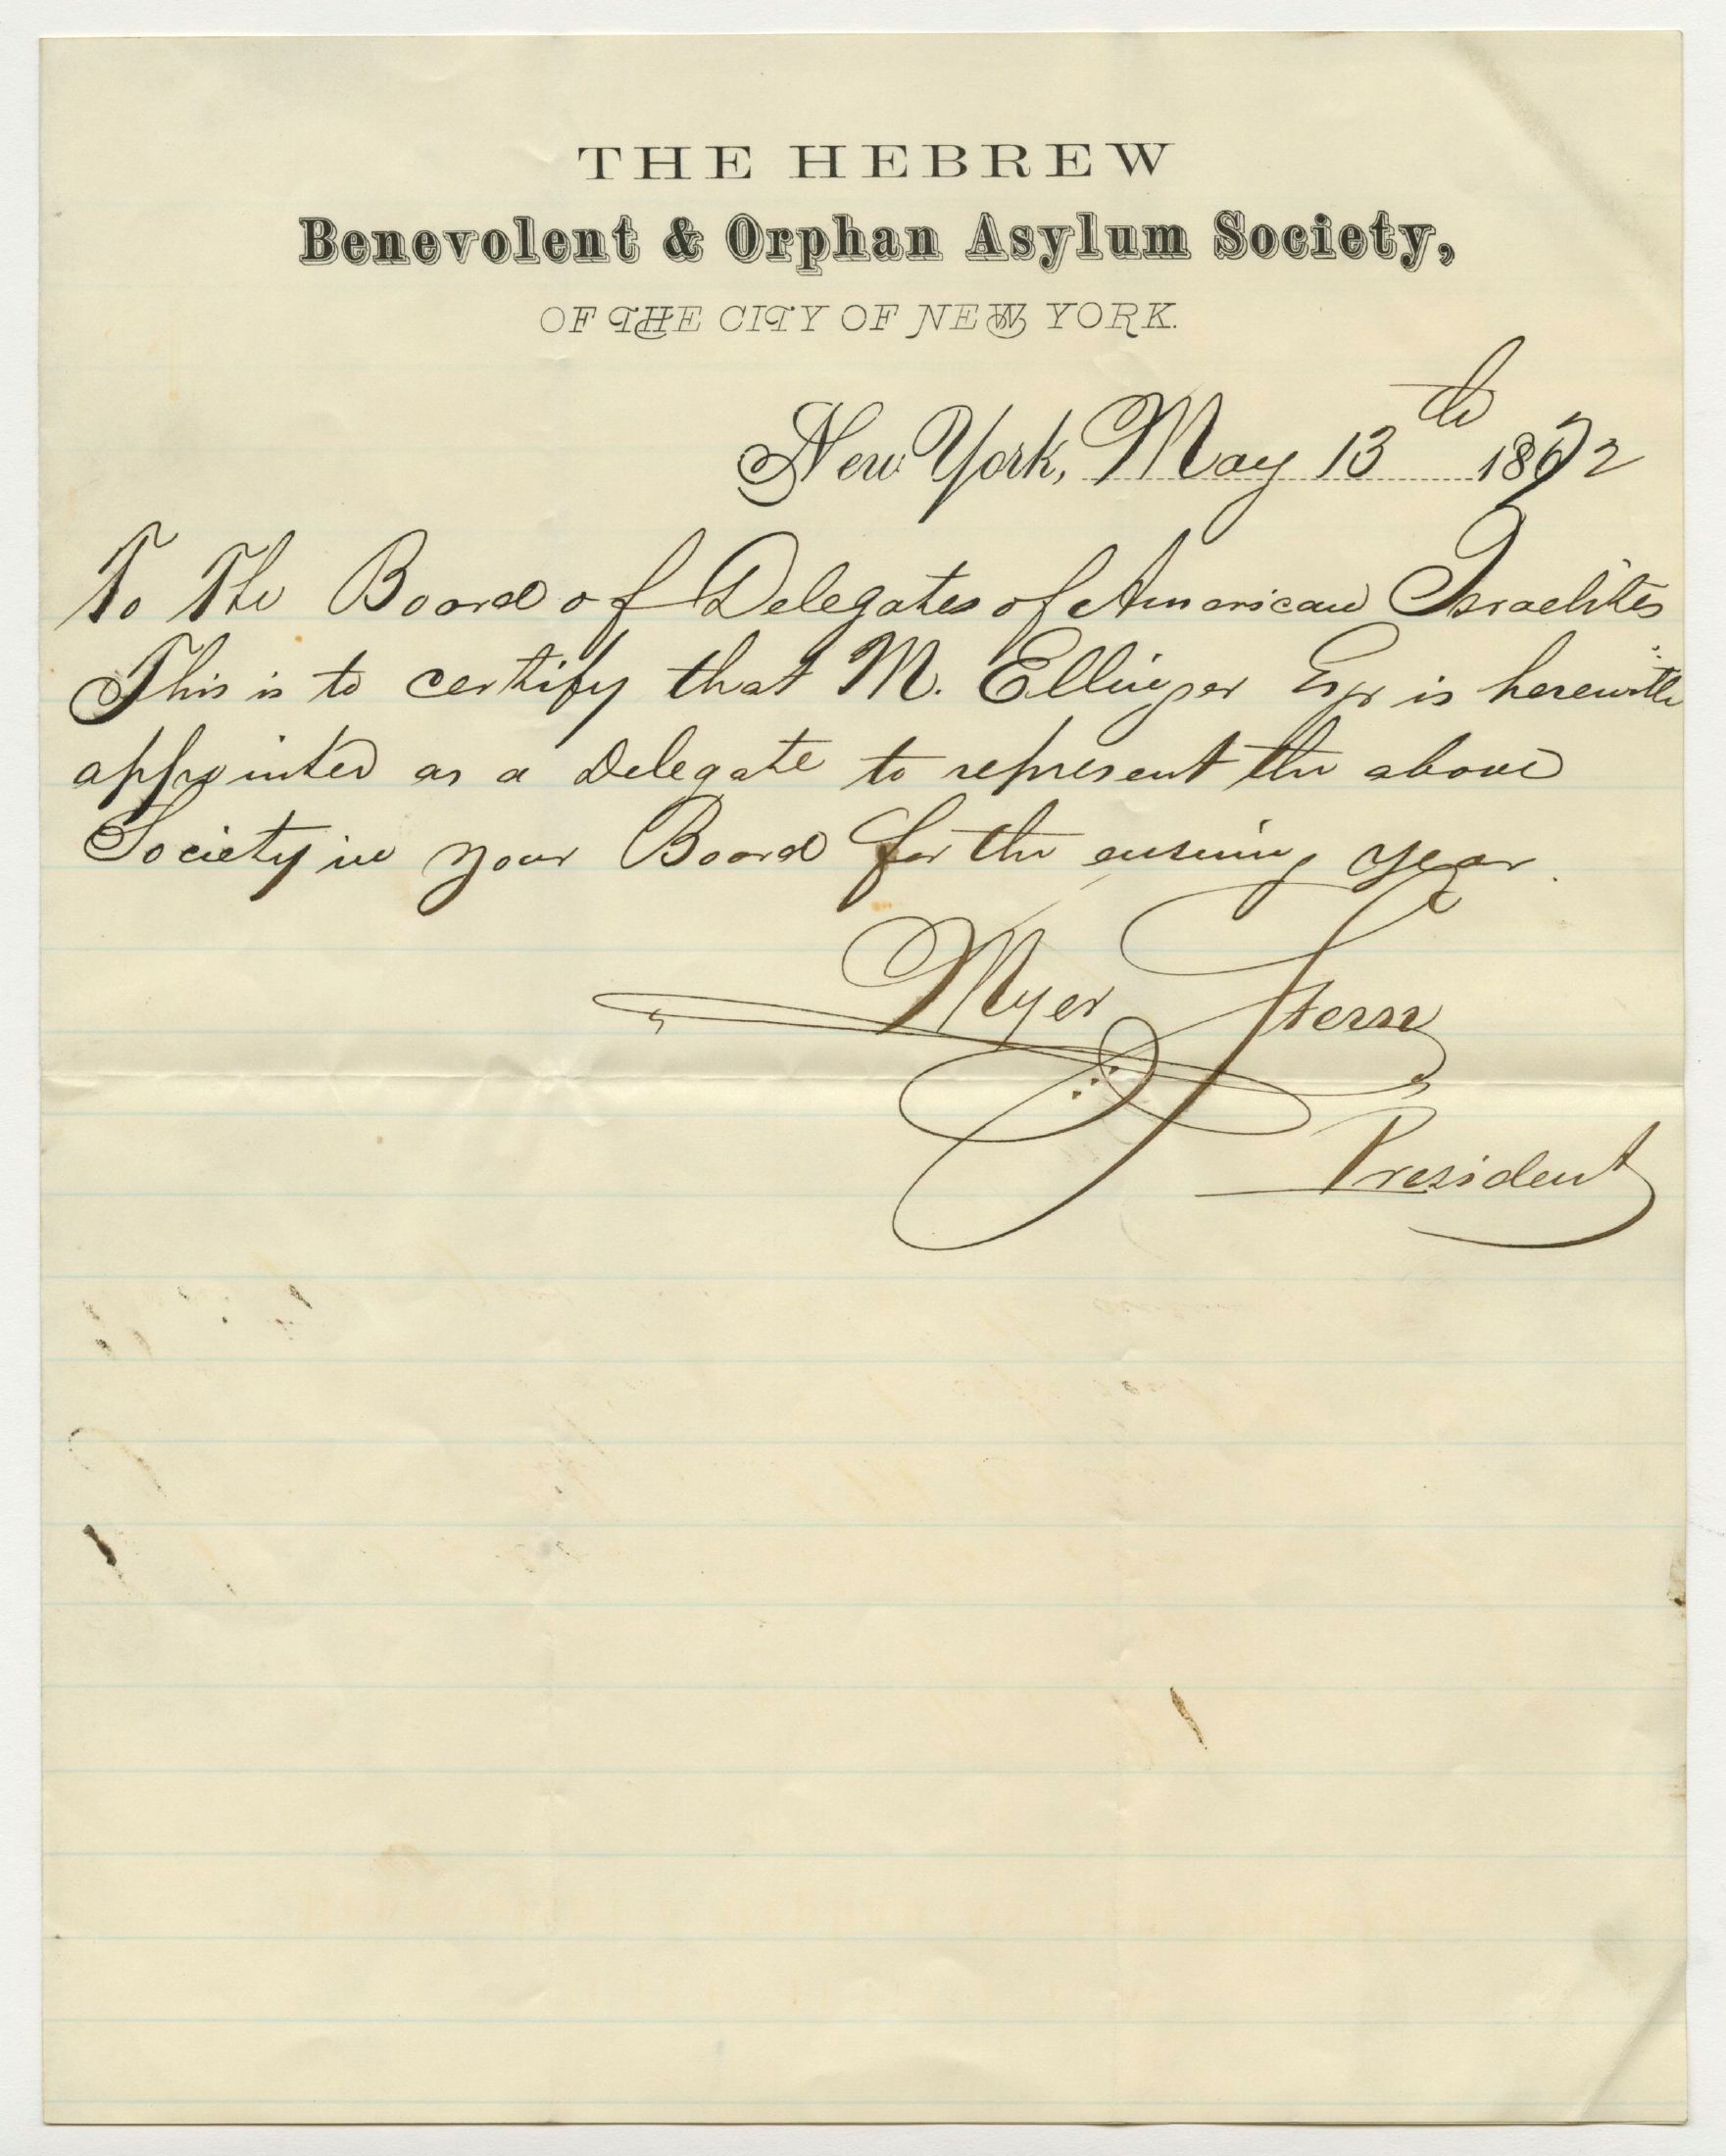 THE HEBREW
Benevolent & Orphan Asylum Society,
OF THE CITY OF NEW YORK.
New York, May 13th 1872
To The Board of Delegates of American Israelites
This is to certify that M. Ellinger Esqr is herewith
appointed as a Delegate to represent the above
Society in your Board for the ensuing year.
Myer Stern
President